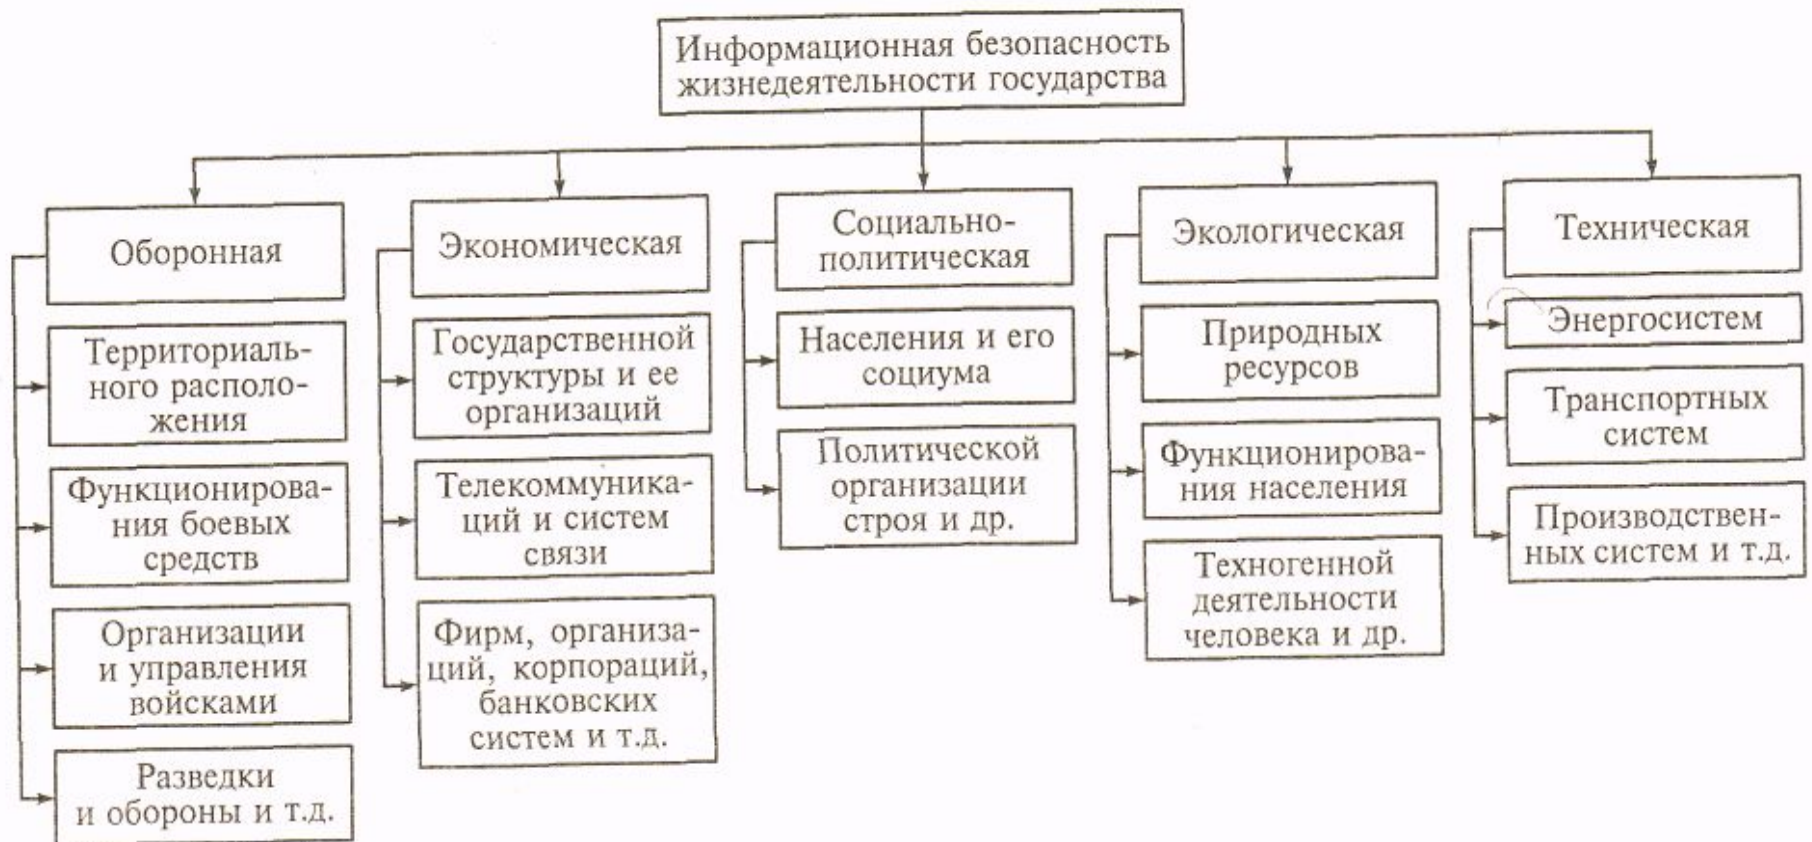 Информационная безопасность
жизнедеятельности государства
Оборонная
Территориаль-
ного располо-
жения
Функционирова-
ния боевых
средств
Организации
и управления
войсками
Разведки
и обороны и т.д.
Экономическая
Государственной
структуры и ее
организаций
Телекоммуника-
ций и систем
связи
Фирм, организа-
ций, корпораций,
банковских
систем и т.д.
Социально-
политическая
Населения и его
социума
Политической
организации
строя и др.
Экологическая
Природных
ресурсов
Функционирова-
ния населения
Техногенной
деятельности
человека и др.
Техническая
Энергосистем
Транспортных
систем
Производствен-
ных систем и т.д.